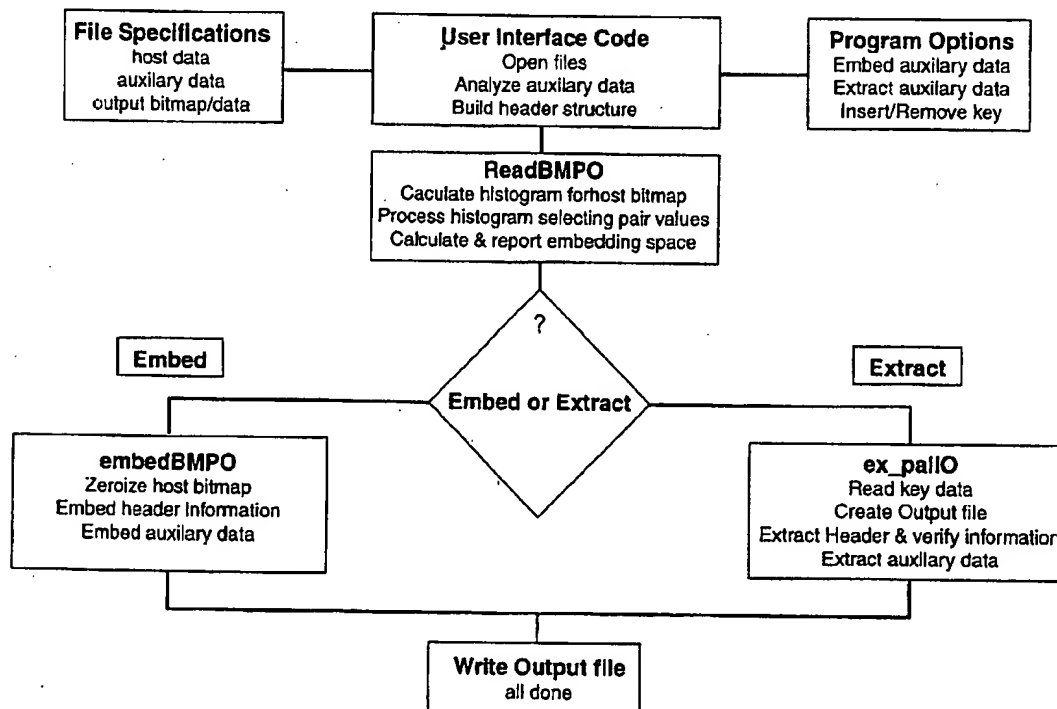 File Specifications
host data
auxilary data
output bitmap/data
User Interface Code
Open files
Analyze auxilary data
Build header structure
Program Options
Embed auxilary data
Extract auxilary data
Insert/Remove key
ReadBMPO
Caculate histogram forhost bitmap
Process histogram selecting pair values
Calculate & report embedding space
?
Embed or Extract
Embed
Extract
embedBMPO
Zeroize host bitmap
Embed header Information
Embed auxilary data
ex_pallO
Read key data
Create Output file
Extract Header & verify information
Extract auxilary data
Write Output file
all done